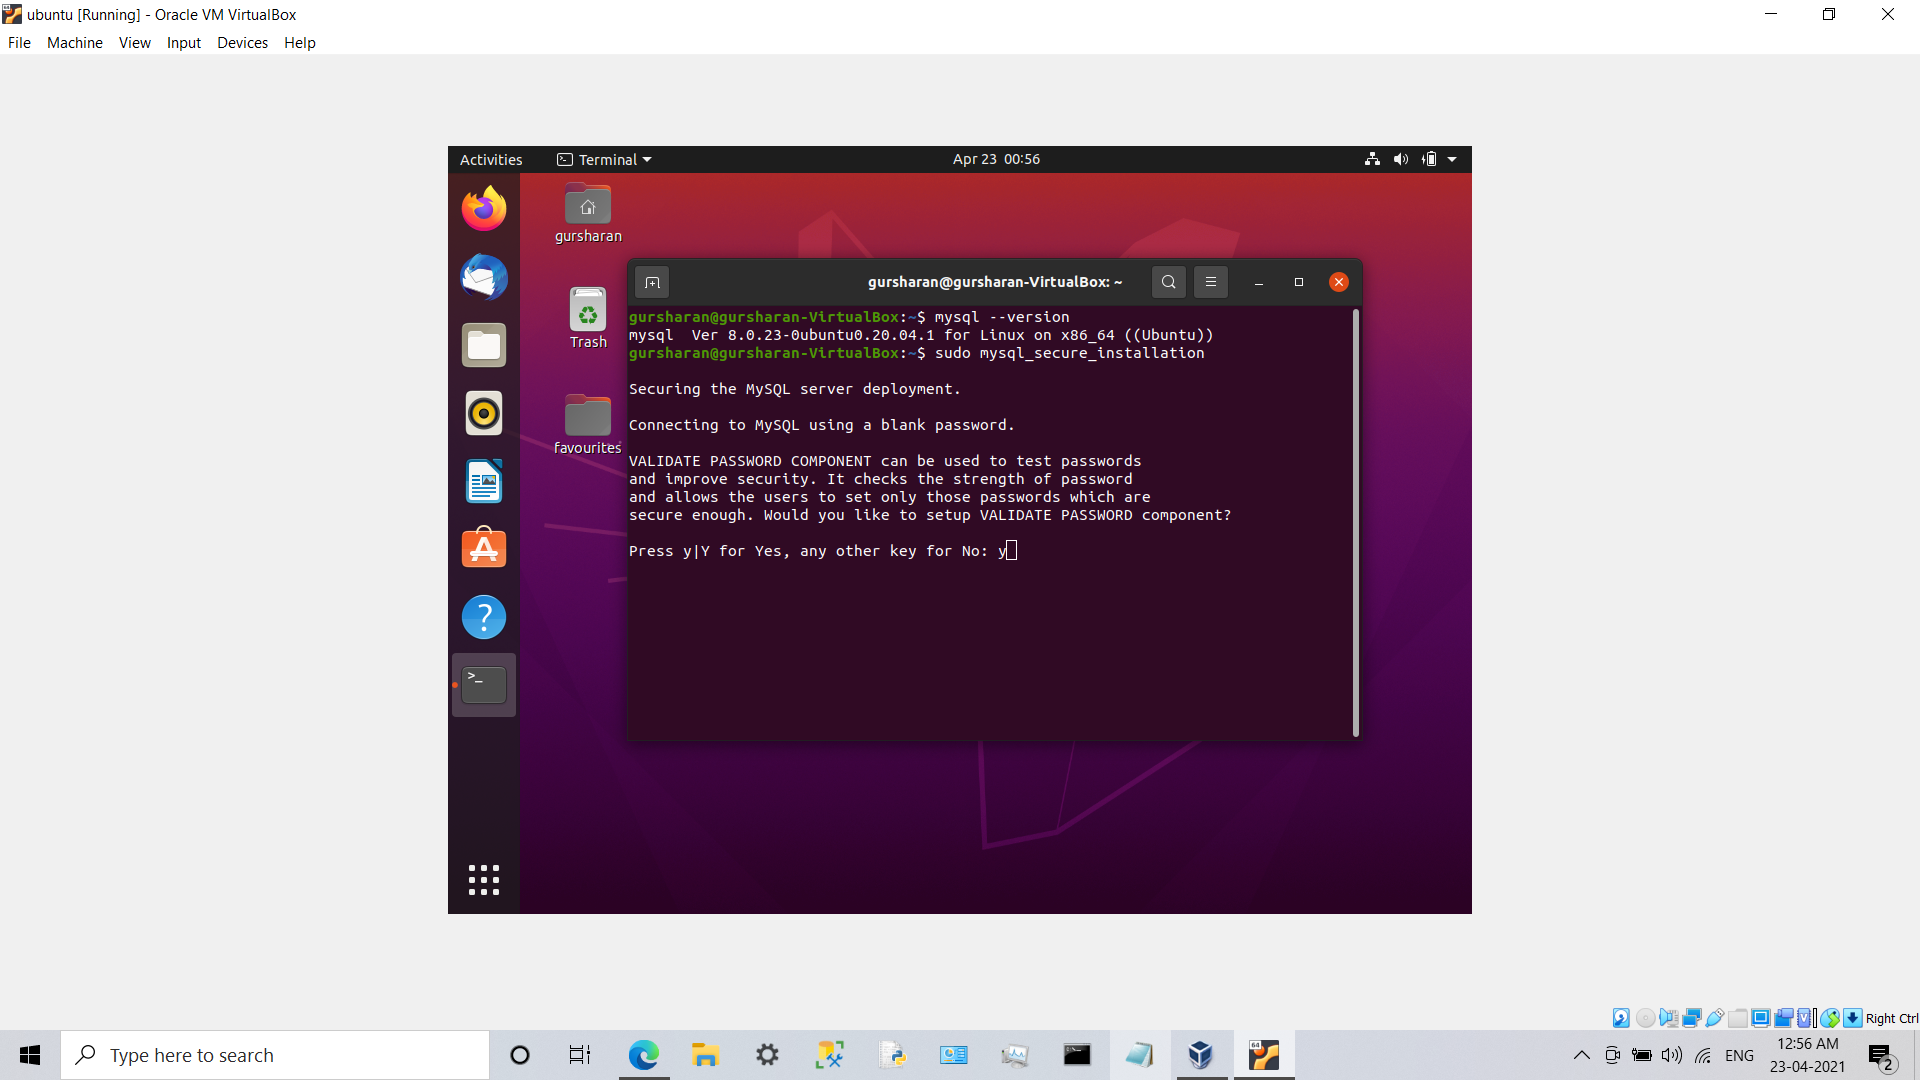 ubuntu [Running] - Oracle VM VirtualBox
File Machine View Input Devices Help
Activities Terminal Apr 23 00:56
gursharan
Trash
favourites
gursharan@gursharan-VirtualBox: ~
gursharan@gursharan-VirtualBox:~$ mysql --version
mysql  Ver 8.0.23-0ubuntu0.20.04.1 for Linux on x86_64 ((Ubuntu))
gursharan@gursharan-VirtualBox:~$ sudo mysql_secure_installation
Securing the MySQL server deployment.
Connecting to MySQL using a blank password.
VALIDATE PASSWORD COMPONENT can be used to test passwords
and improve security. It checks the strength of password
and allows the users to set only those passwords which are
secure enough. Would you like to setup VALIDATE PASSWORD component?
Press y|Y for Yes, any other key for No: y
Right Ctrl
Type here to search
64
ENG
12:56 AM
23-04-2021
2